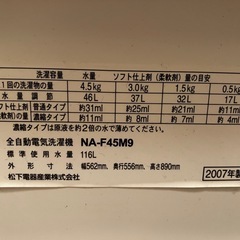 洗濯容量 水量 ソフト仕上剤（柔軟剤）量の目安
1回の洗濯物の量 4.5kg 3.0kg 1.5kg 0.5kg
水位調節 46L 37L 32L 17L
ソフト仕上剤 普通タイプ 約31ml 約25ml 約21ml 約11ml
濃縮タイプ 約11ml 約8ml 約7ml 約4ml
濃縮タイプは原液を約2倍の水で薄めてください。
全自動電気洗濯機 NA-F45M9
標準使用水量 116L
外形寸法 幅562mm、奥行556mm、高さ890mm
松下電器産業株式会社
2007年製